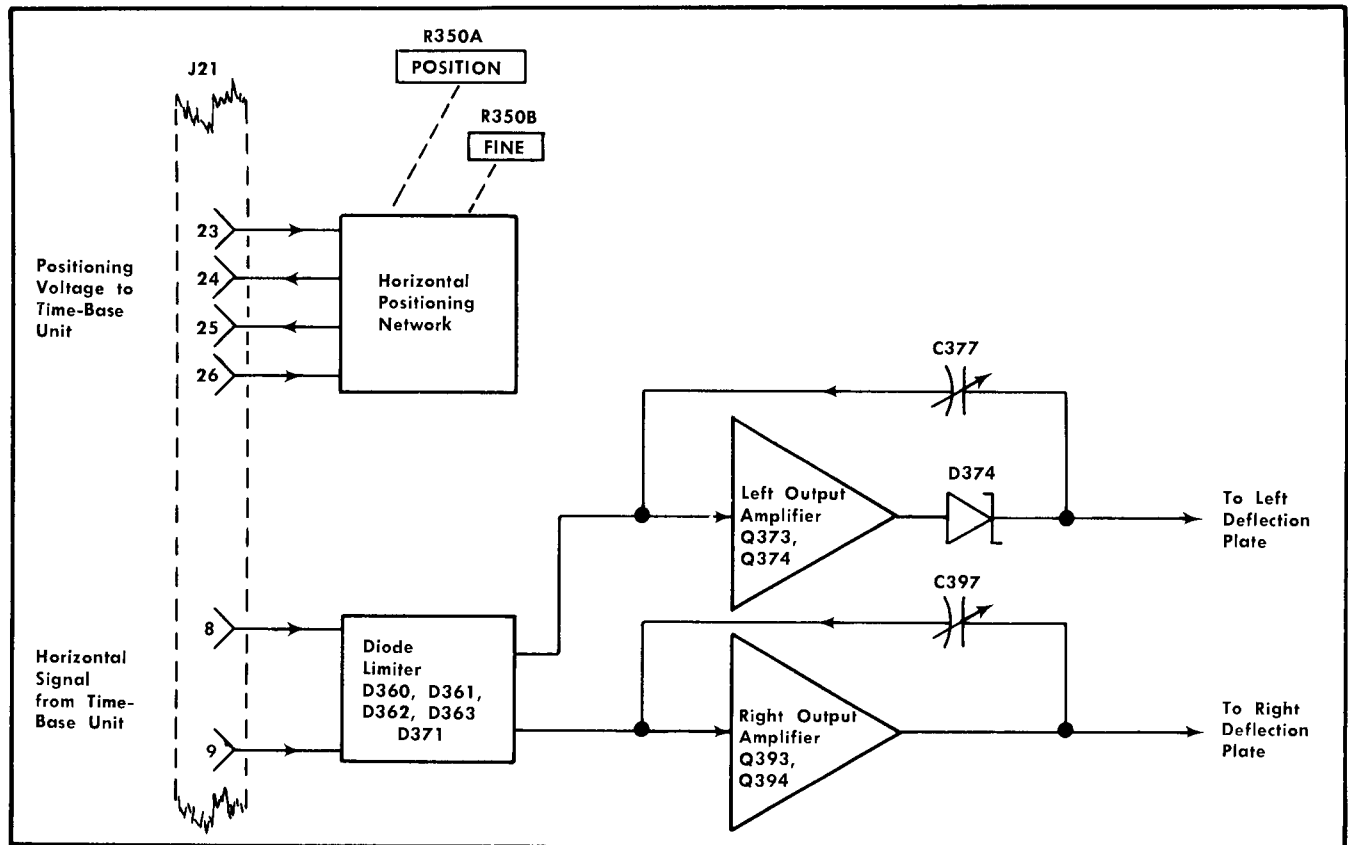 R350A
POSITION
J21
R350B
FINE
23
24
25
26
Positioning
Voltage to
Time-Base
Unit
Horizontal
Positioning
Network
C377
D374
Left Output
Amplifier
Q373,
Q374
To Left
Deflection
Plate
C397
8
9
Horizontal
Signal
from Time-
Base Unit
Diode
Limiter
D360, D361,
D362, D363
D371
Right Output
Amplifier
Q393,
Q394
To Right
Deflection
Plate